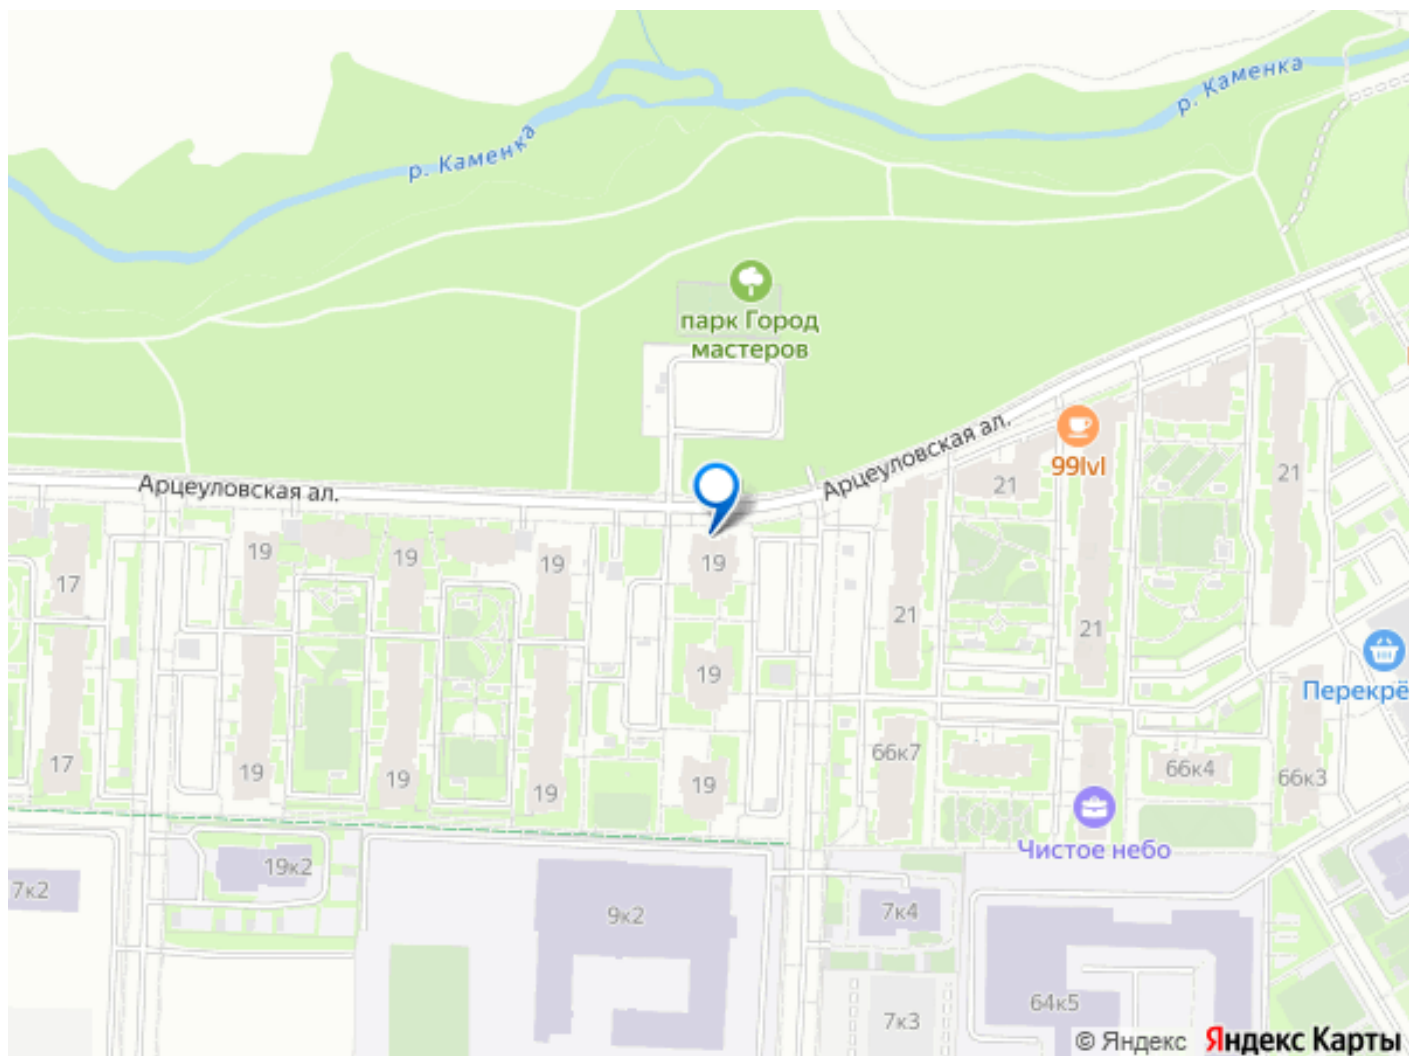 р. Каменка
р. Каменка
парк Город
мастеров
Арцеуловская ал.
Арцеуловская ал.
99lvl
21
21
19
19
19
19
17
21
21
19
Перекрё
66к7
66к4
66к3
17
19
19
19
19
Чистое небо
19к2
7к2
9к2
7к4
64к5
7к3
© Яндекс
Яндекс Карты